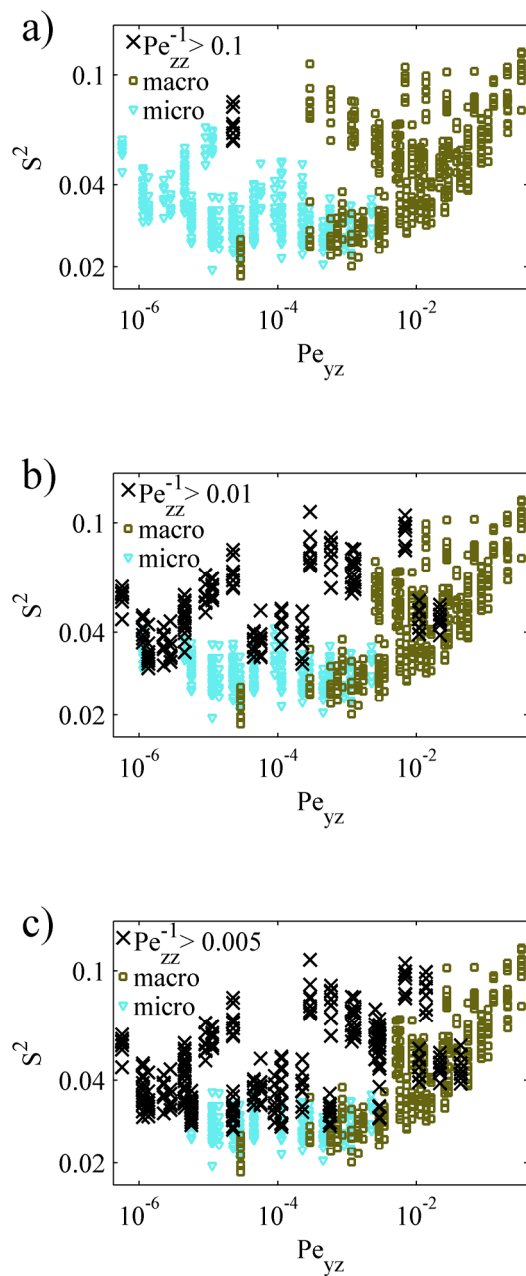 a)
× Pe_zz^-1 > 0.1
macro
micro
0.1
0.04
0.02
S^2
10^-6 10^-4 10^-2
Pe_yz
b)
× Pe_zz^-1 > 0.01
macro
micro
0.1
0.04
0.02
S^2
10^-6 10^-4 10^-2
Pe_yz
c)
× Pe_zz^-1 > 0.005
macro
micro
0.1
0.04
0.02
S^2
10^-6 10^-4 10^-2
Pe_yz